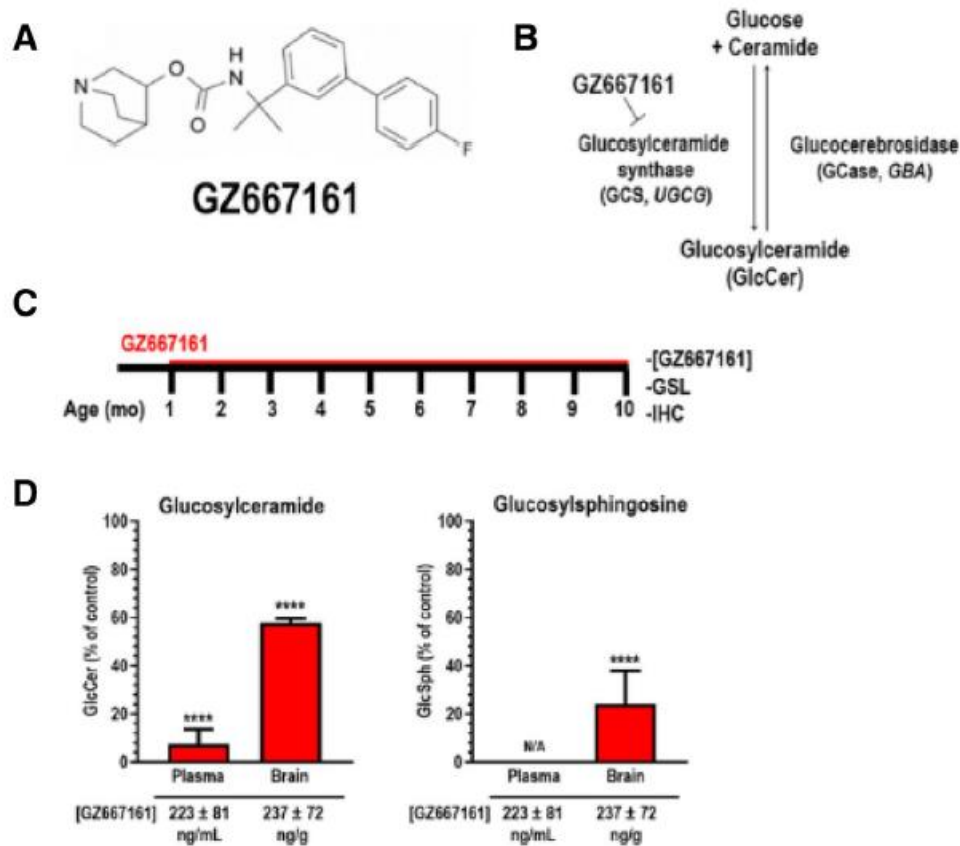 A
N
O
O
H
N
F
GZ667161
B
Glucose
+ Ceramide
GZ667161
Glucosylceramide
synthase
(GCS, UGCG)
Glucocerebrosidase
(GCase, GBA)
Glucosylceramide
(GlcCer)
C
GZ667161
Age (mo) 1 2 3 4 5 6 7 8 9 10
-[GZ667161]
-GSL
-IHC
D
Glucosylceramide
GlcCer (% of control)
100
80
60
40
20
0
****
****
Plasma Brain
[GZ667161] 223 ± 81 237 ± 72
ng/mL ng/g
Glucosylsphingosine
GlcSph (% of control)
100
80
60
40
20
0
N/A
****
Plasma Brain
[GZ667161] 223 ± 81 237 ± 72
ng/mL ng/g